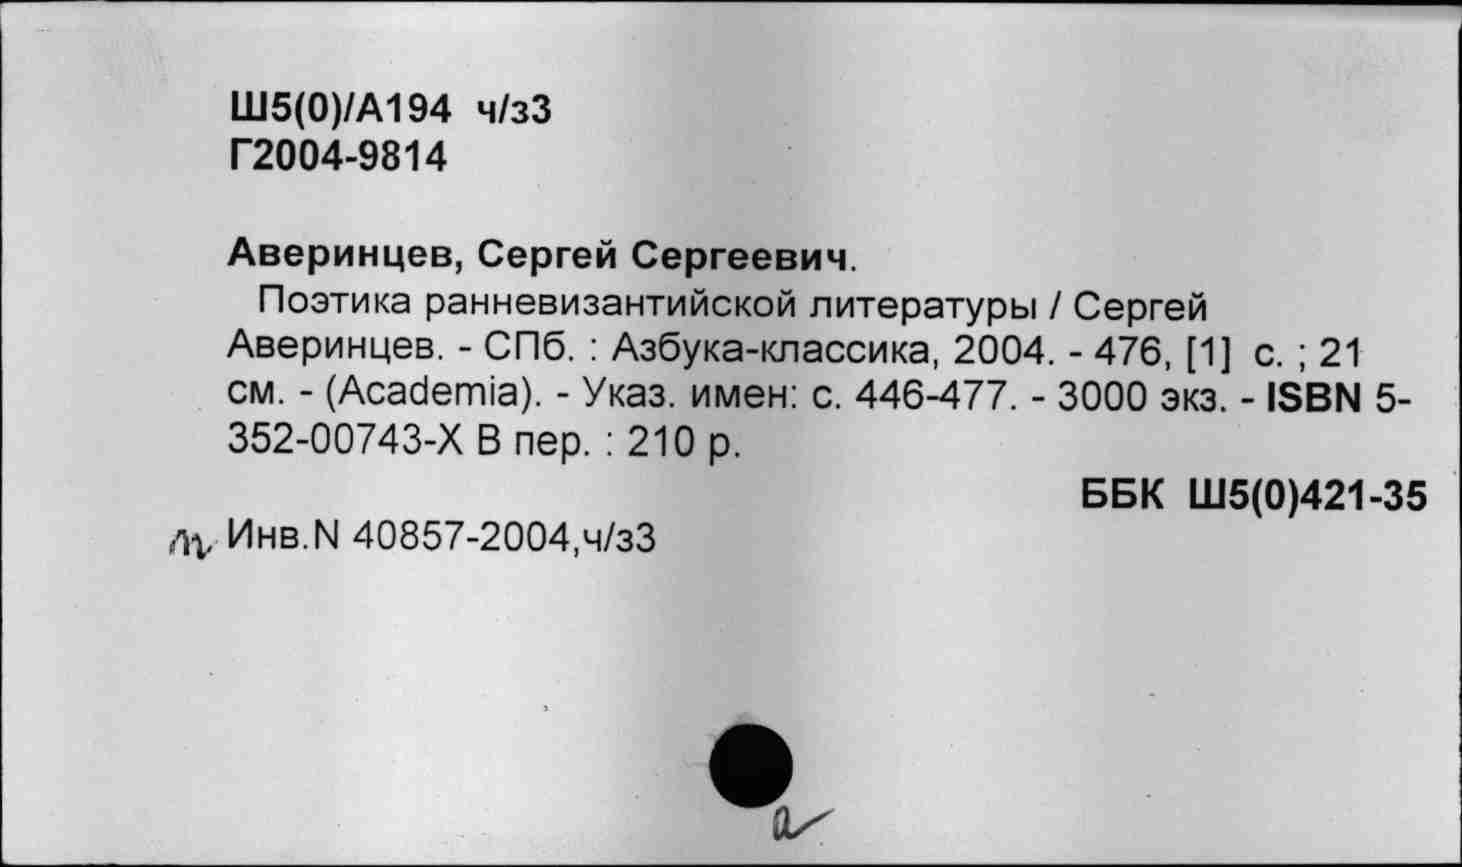 Ш5(0)/А194 ч/з3
Г2004-9814
Аверинцев, Сергей Сергеевич.
Поэтика ранневизантийской литературы / Сергей
Аверинцев. - СПб. : Азбука-классика, 2004. - 476, [1] с. ; 21
см. - (Academia). - Указ. имен: с. 446-477. - 3000 экз. - ISBN 5-
352-00743-X В пер. : 210 р.
ББК Ш5(0)421-35
Инв.N 40857-2004,ч/з3